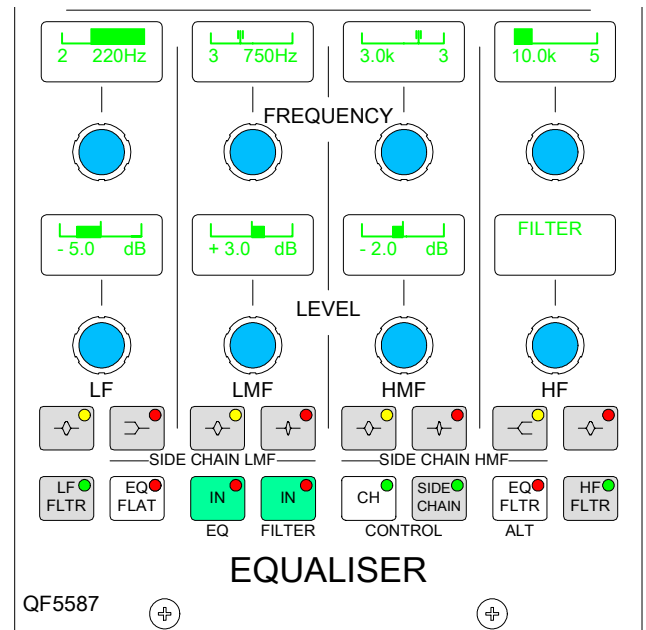 2 220Hz
3 750Hz
3.0k 3
10.0k 5
FREQUENCY
- 5.0 dB
+ 3.0 dB
- 2.0 dB
FILTER
LEVEL
LF LMF HMF HF
SIDE CHAIN LMF
SIDE CHAIN HMF
LF
FLTR
EQ
FLAT
IN
IN
CH
SIDE
CHAIN
EQ
FLTR
HF
FLTR
EQ FILTER CONTROL ALT
EQUALISER
QF5587